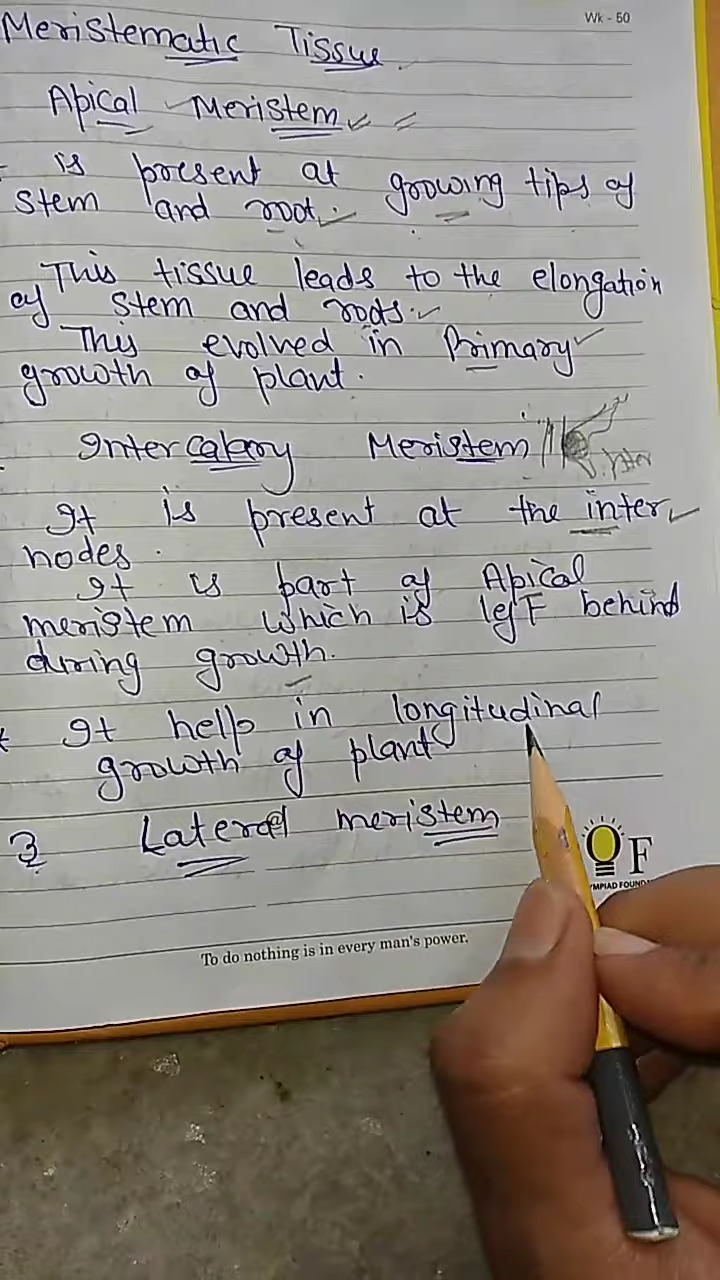 Wk - 50
Meristematic Tissue
Apical Meristem
is present at growing tips of
stem and root.
This tissue leads to the elongation
of stem and roots.
This evolved in Primary
growth of plant.
Intercalary Meristem
It is present at the inter
nodes.
It is part of Apical
meristem which is left behind
during growth.
It help in longitudinal
growth of plant
3 Lateral meristem
OF
To do nothing is in every man's power.